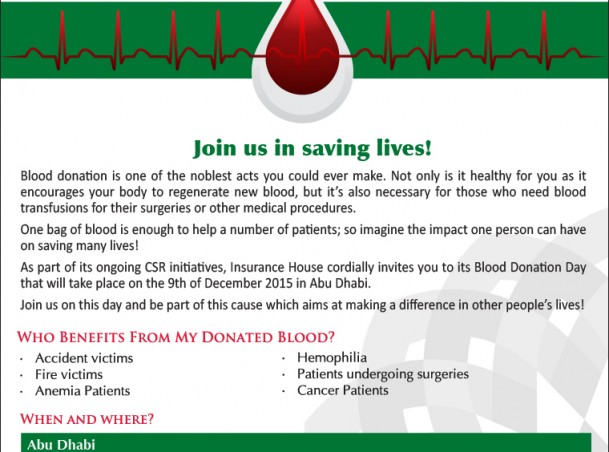 Join us in saving lives!
Blood donation is one of the noblest acts you could ever make. Not only is it healthy for you as it
encourages your body to regenerate new blood, but it's also necessary for those who need blood
transfusions for their surgeries or other medical procedures.
One bag of blood is enough to help a number of patients; so imagine the impact one person can have
on saving many lives!
As part of its ongoing CSR initiatives, Insurance House cordially invites you to its Blood Donation Day
that will take place on the 9th of December 2015 in Abu Dhabi.
Join us on this day and be part of this cause which aims at making a difference in other people's lives!
WHO BENEFITS FROM MY DONATED BLOOD?
· Accident victims
· Fire victims
· Anemia Patients
· Hemophilia
· Patients undergoing surgeries
· Cancer Patients
WHEN AND WHERE?
Abu Dhabi